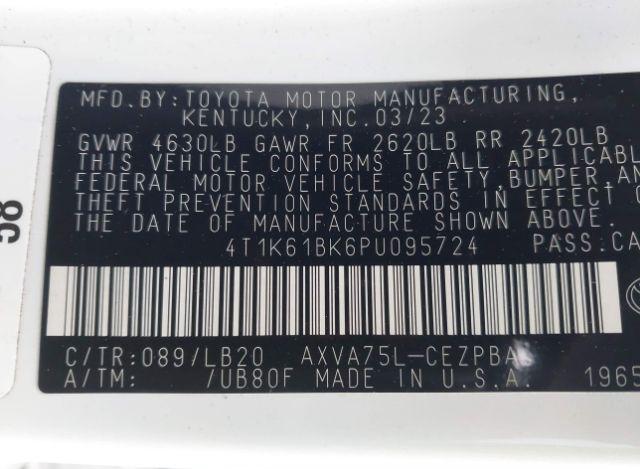 MFD.BY:TOYOTA MOTOR MANUFACTURING,
KENTUCKY,INC.03/23
GVWR 4630LB GAWR FR 2620LB RR 2420LB
THIS VEHICLE CONFORMS TO ALL APPLICABL
FEDERAL MOTOR VEHICLE SAFETY,BUMPER,AN
THEFT PREVENTION STANDARDS IN EFFECT
THE DATE OF MANUFACTURE SHOWN ABOVE.
4T1K61BK6PU095724 PASS.CA
C/TR:089/LB20 AXVA75L-CEZPBA
A/TM: /UB80F MADE IN U.S.A. 1965
8C